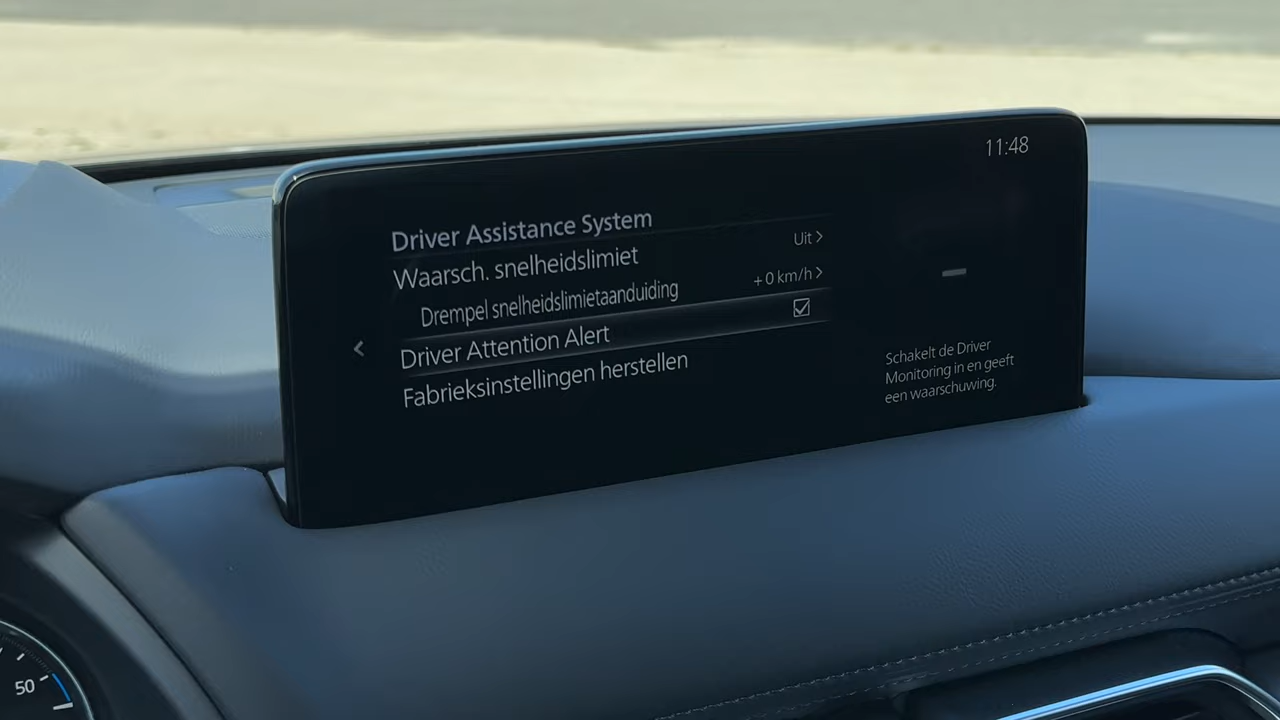 11:48
Driver Assistance System
Waarsch. snelheidslimiet Uit >
Drempel snelheidslimietaanduiding + 0 km/h >
Driver Attention Alert
Fabrieksinstellingen herstellen
Schakelt de Driver
Monitoring in en geeft
een waarschuwing.
50